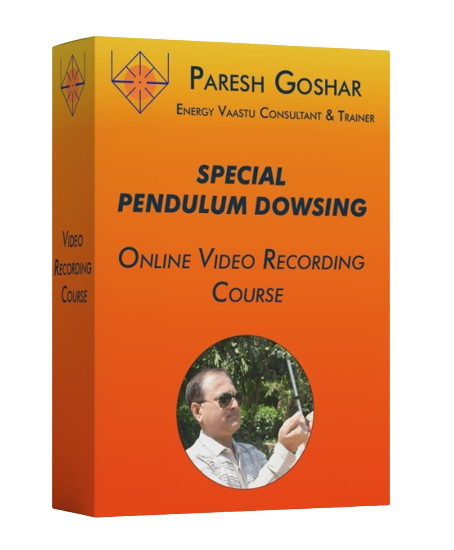 PARESH GOSHAR
ENERGY VAASTU CONSULTANT & TRAINER
SPECIAL
PENDULUM DOWSING
ONLINE VIDEO RECORDING
COURSE
VIDEO
RECORDING
COURSE